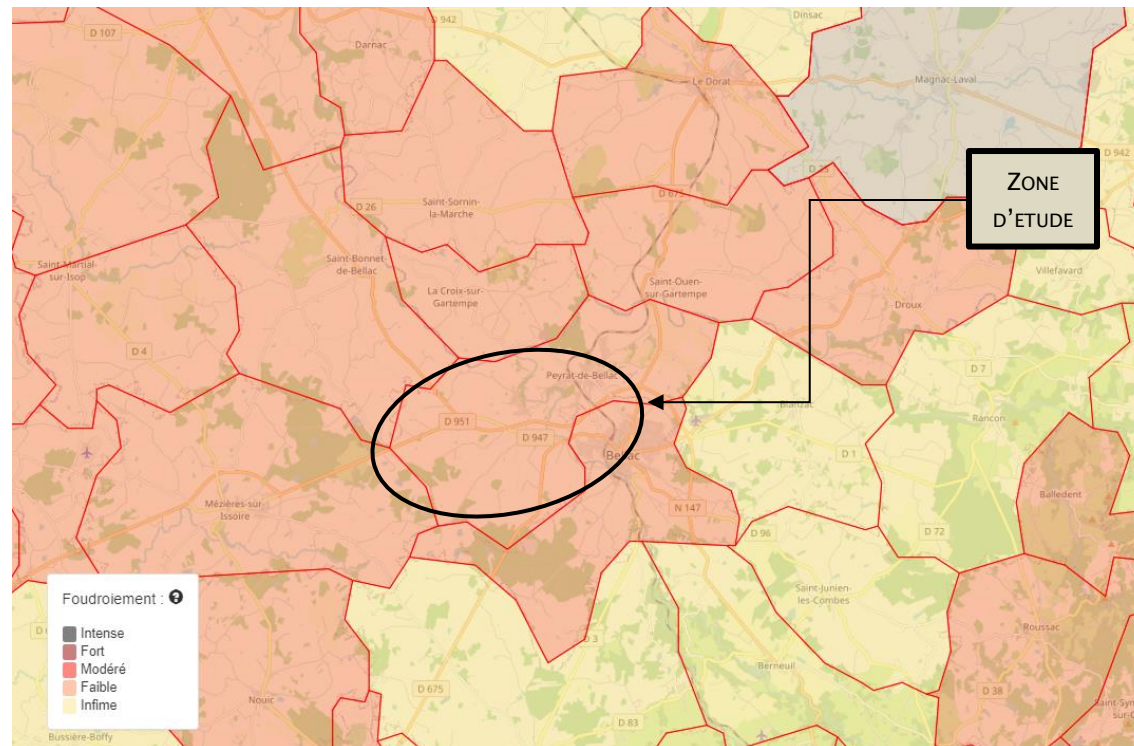 D 942
Dinsac
D 107
Darnac
Le Dorat
Magnac-Laval
D 942
D 675
ZONE
D'ETUDE
Saint-Sornin-
la-Marche
D 26
Saint-Martial-
sur-Isop
Saint-Bonnet-
de-Bellac
La Croix-sur-
Gartempe
Saint-Ouen-
sur-Gartempe
Villefavard
Droux
D 4
Peyrat-de-Bellac
D 7
Blanzac
Rancon
D 951
D 947
Bellac
D 1
Mézières-sur-
Issoire
Balledent
N 147
D 72
D 96
Saint-Junien-
les-Combes
Foudroiement :
Intense
Fort
Modéré
Faible
Infime
D 3
Roussac
Berneuil
Nouic
D 675
D 38
D 83
Bussière-Boffy